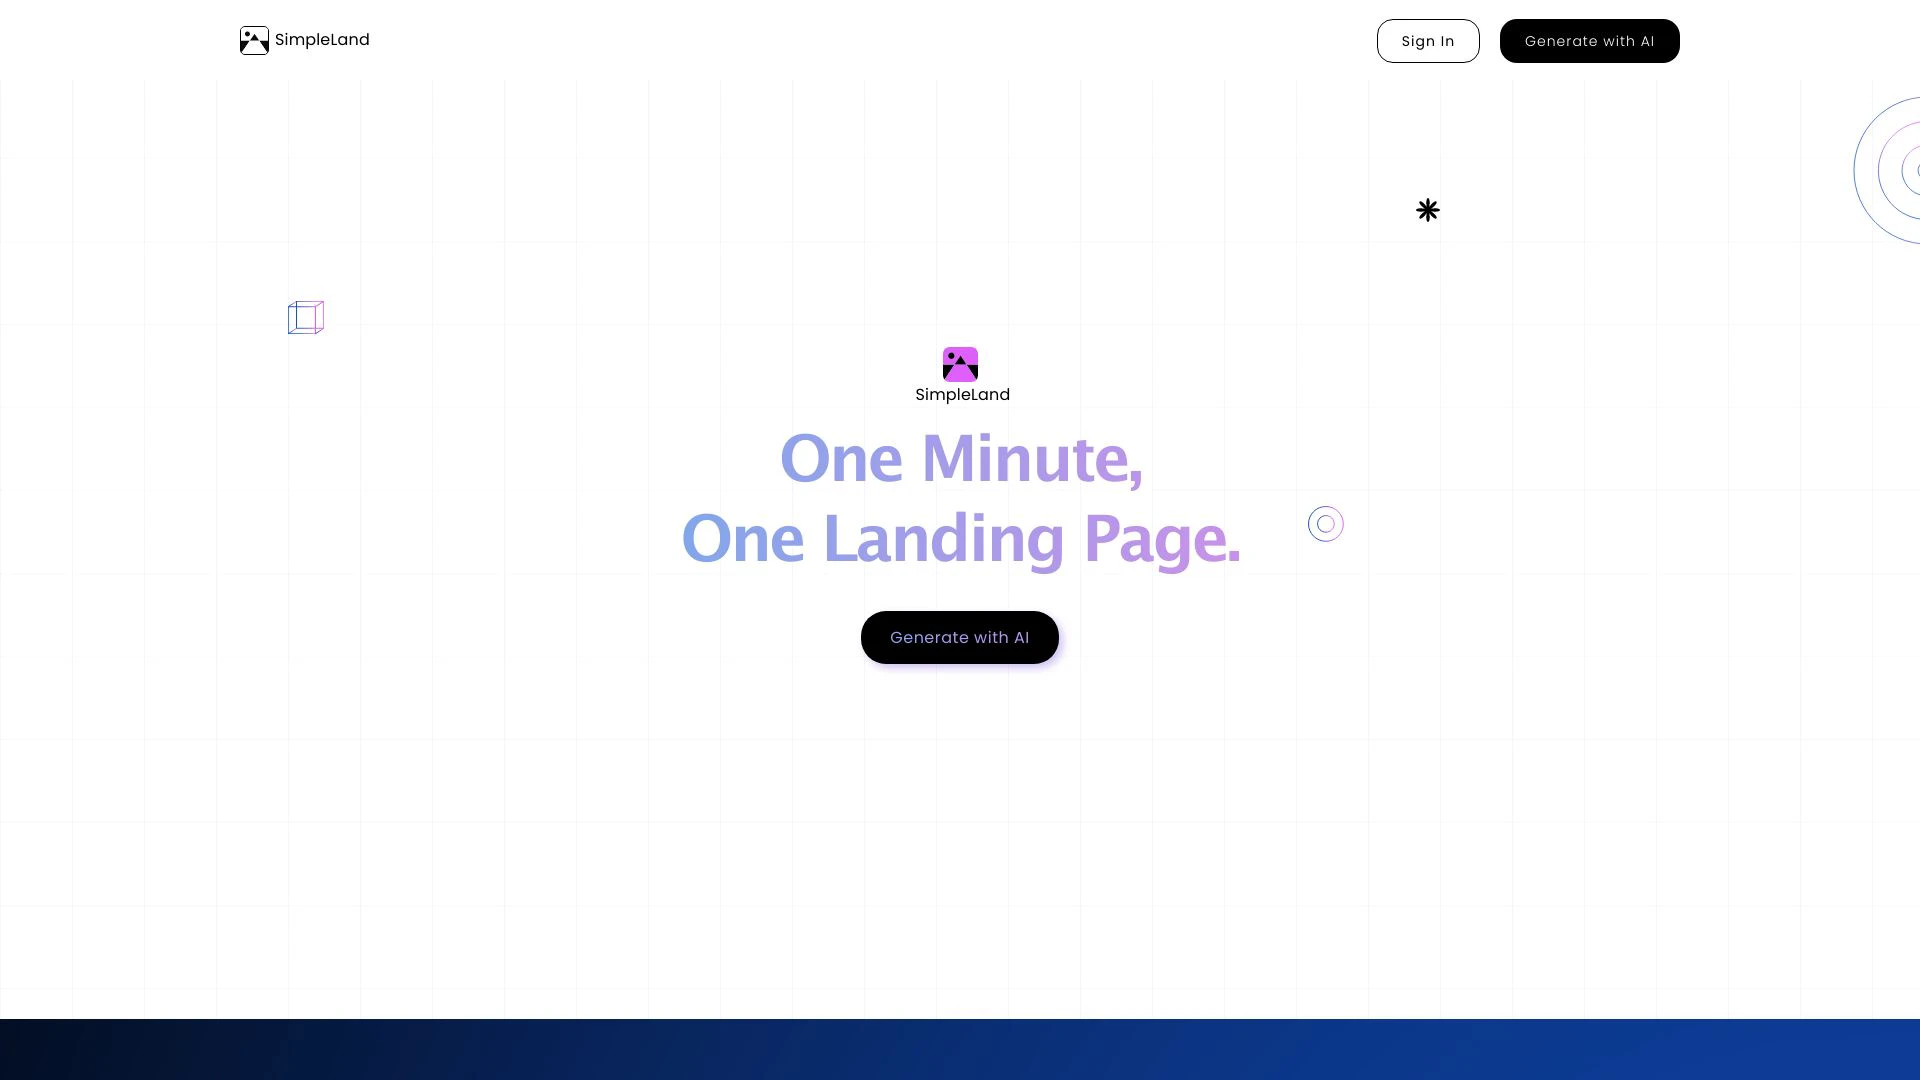 SimpleLand
Sign In
Generate with AI
SimpleLand
One Minute,
One Landing Page.
Generate with AI